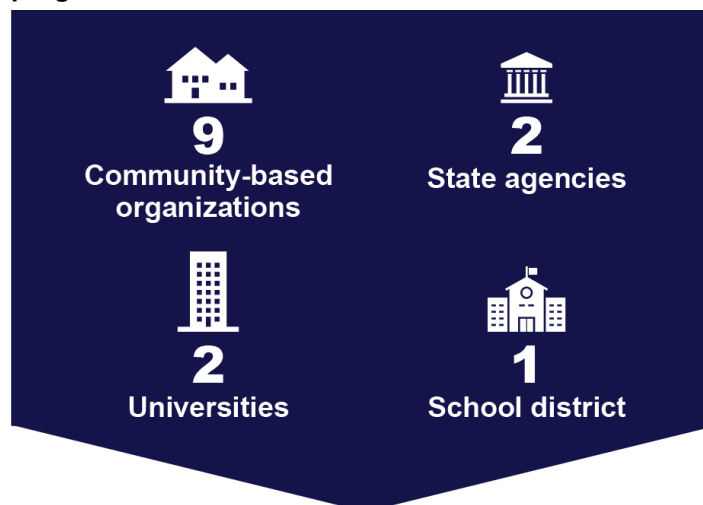 9
Community-based
organizations
2
State agencies
2
Universities
1
School district